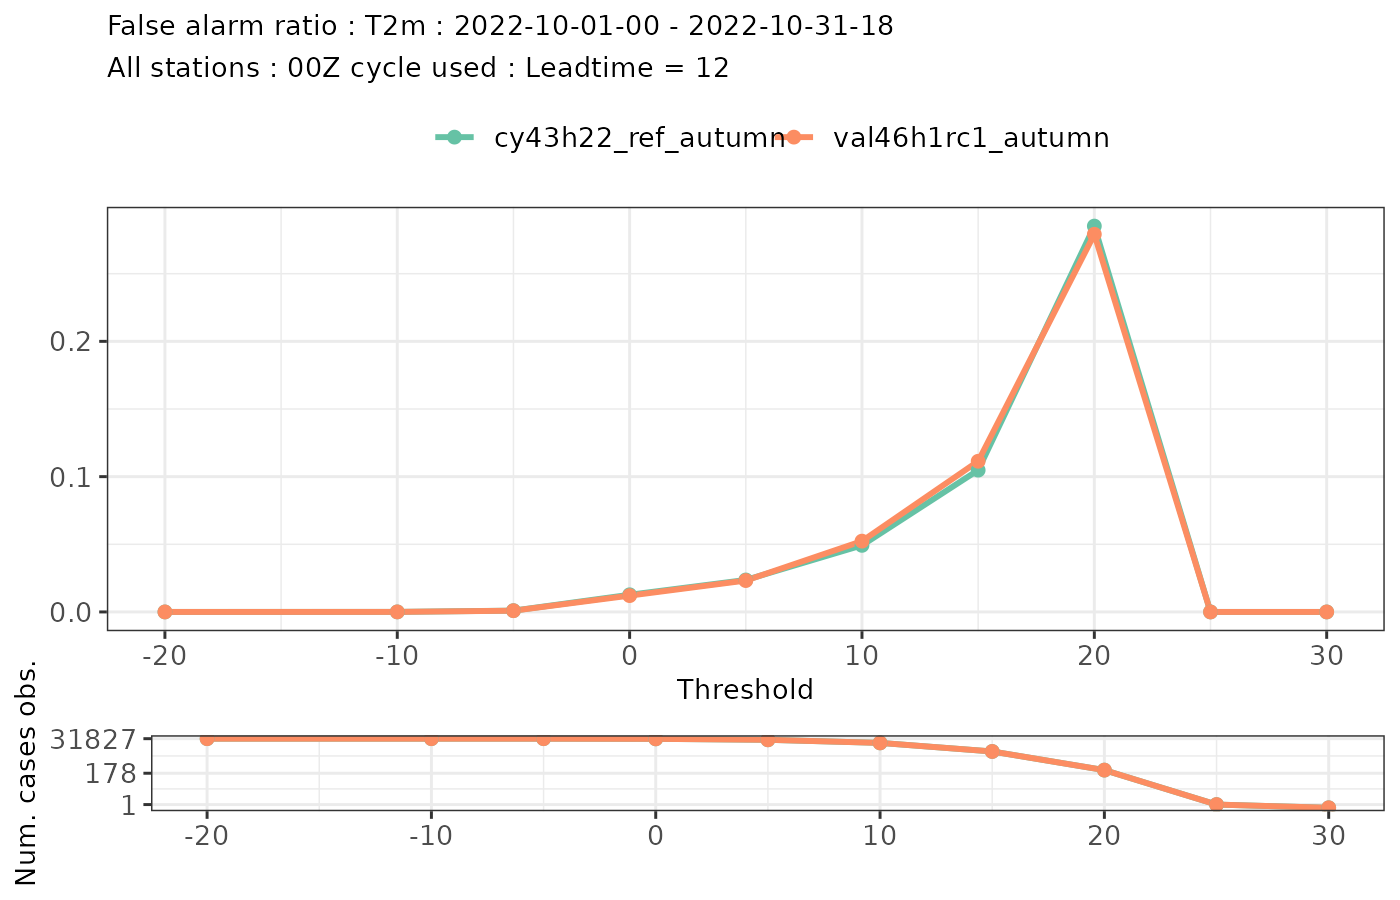 False alarm ratio : T2m : 2022-10-01-00 - 2022-10-31-18
All stations : 00Z cycle used : Leadtime = 12
cy43h22_ref_autumn val46h1rc1_autumn
0.2
0.1
0.0
-20 -10 0 10 20 30
Threshold
Num. cases obs.
31827
178
1
-20 -10 0 10 20 30